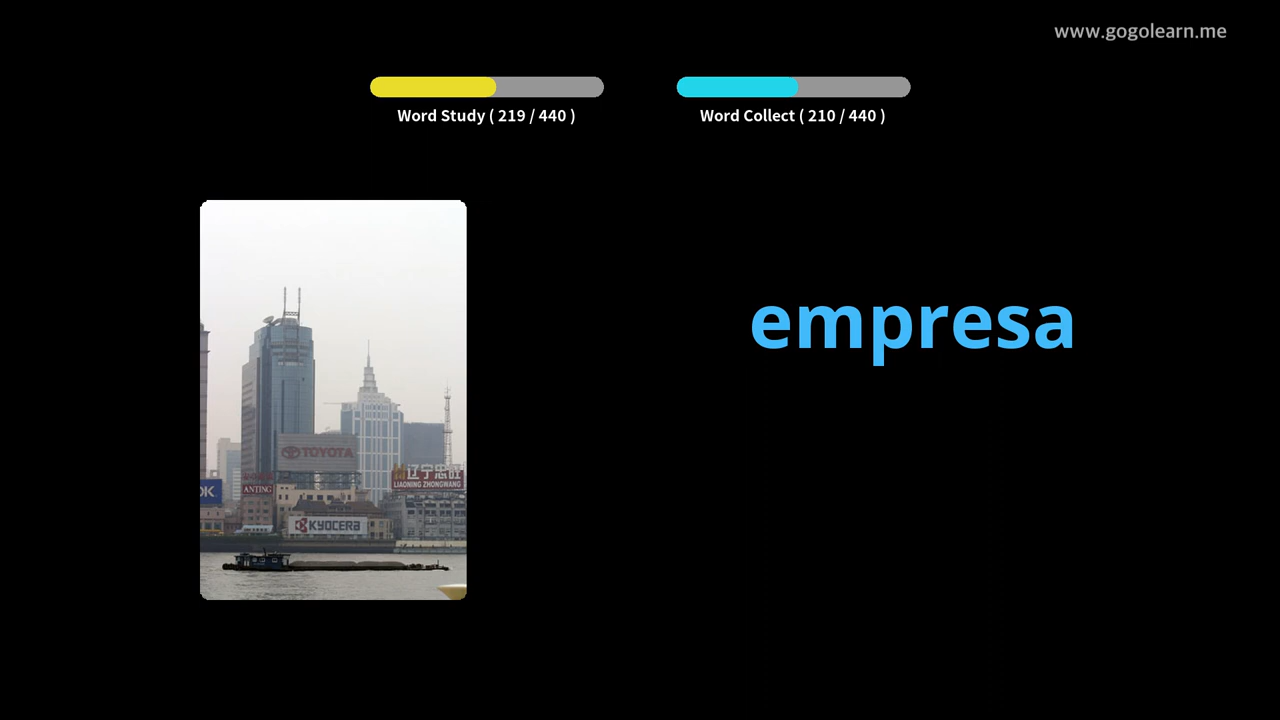 www.gogolearn.me
Word Study ( 219 / 440 )
Word Collect ( 210 / 440 )
empresa
TOYOTA
辽宁忠旺
LIAONING ZHONGWANG
ANTING
KYOCERA